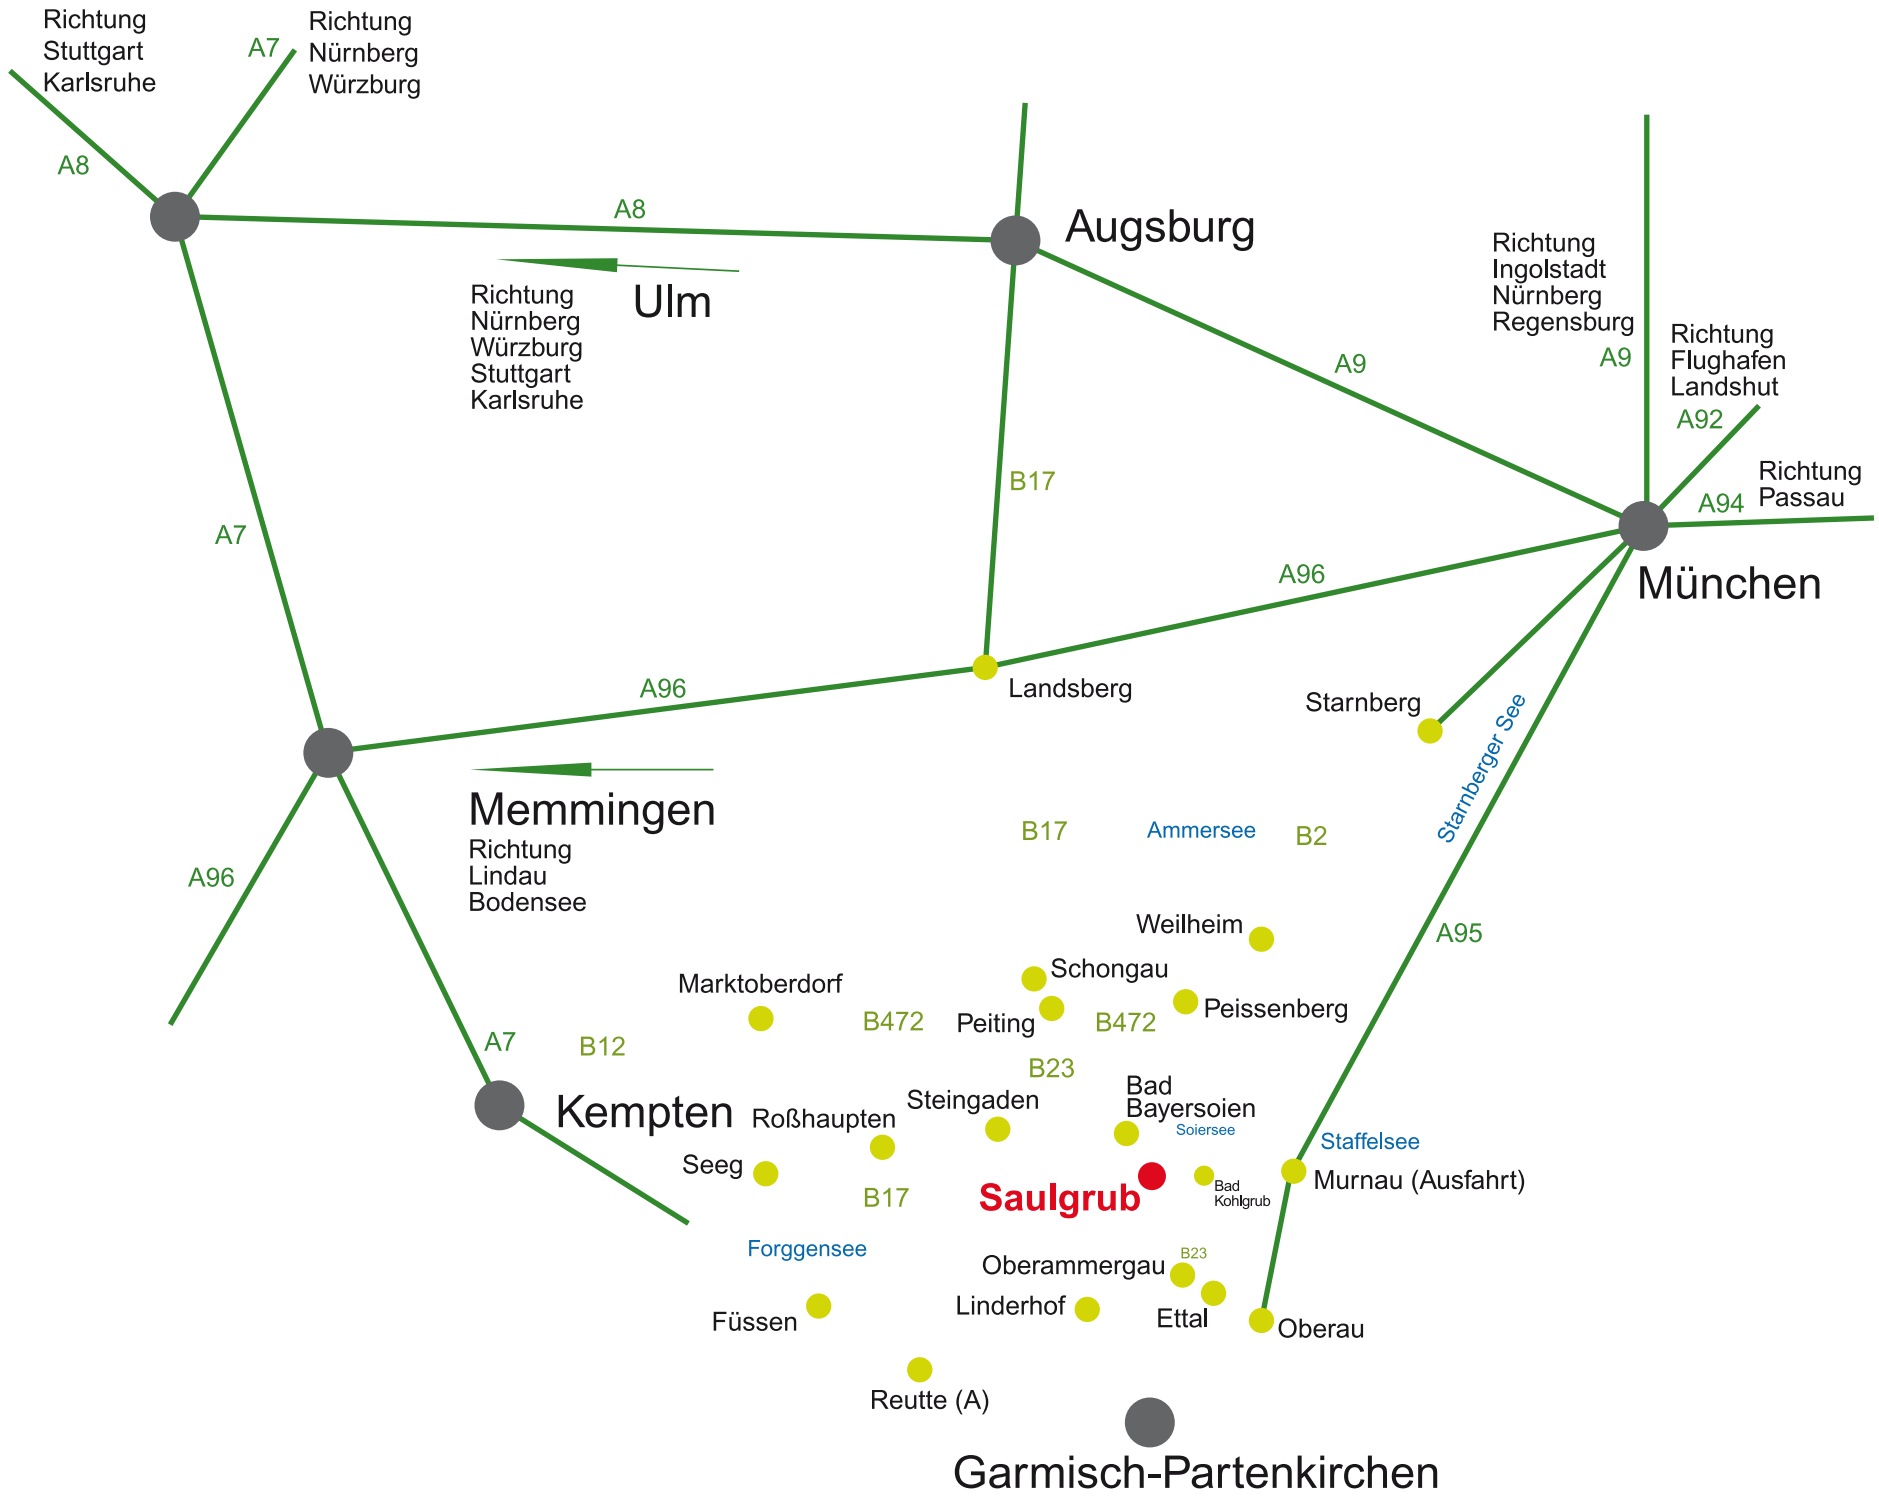 Richtung
Stuttgart
Karlsruhe
A7
Richtung
Nürnberg
Würzburg
A8
A8
Augsburg
Ulm
Richtung
Nürnberg
Würzburg
Stuttgart
Karlsruhe
Richtung
Ingolstadt
Nürnberg
Regensburg
A9
A9
Richtung
Flughafen
Landshut
A92
Richtung
Passau
A94
B17
A7
München
A96
A96
Landsberg
Starnberg
Starnberger See
Memmingen
Richtung
Lindau
Bodensee
A96
B17
Ammersee
B2
A95
Weilheim
Schongau
Marktoberdorf
Peissenberg
Peiting
B472
B472
A7
B12
B23
Kempten
Steingaden
Bad
Bayersoien
Soiersee
Roßhaupten
Seeg
Staffelsee
Murnau (Ausfahrt)
Saulgrub
Bad
Kohlgrub
B17
Forggensee
B23
Oberammergau
Linderhof
Ettal
Füssen
Oberau
Reutte (A)
Garmisch-Partenkirchen